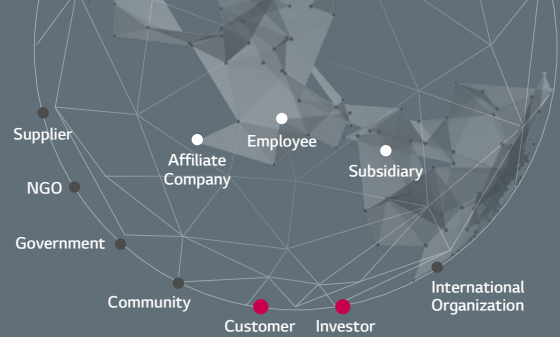 Supplier
Employee
Affiliate
Company
Subsidiary
NGO
Government
Community
International
Organization
Customer
Investor